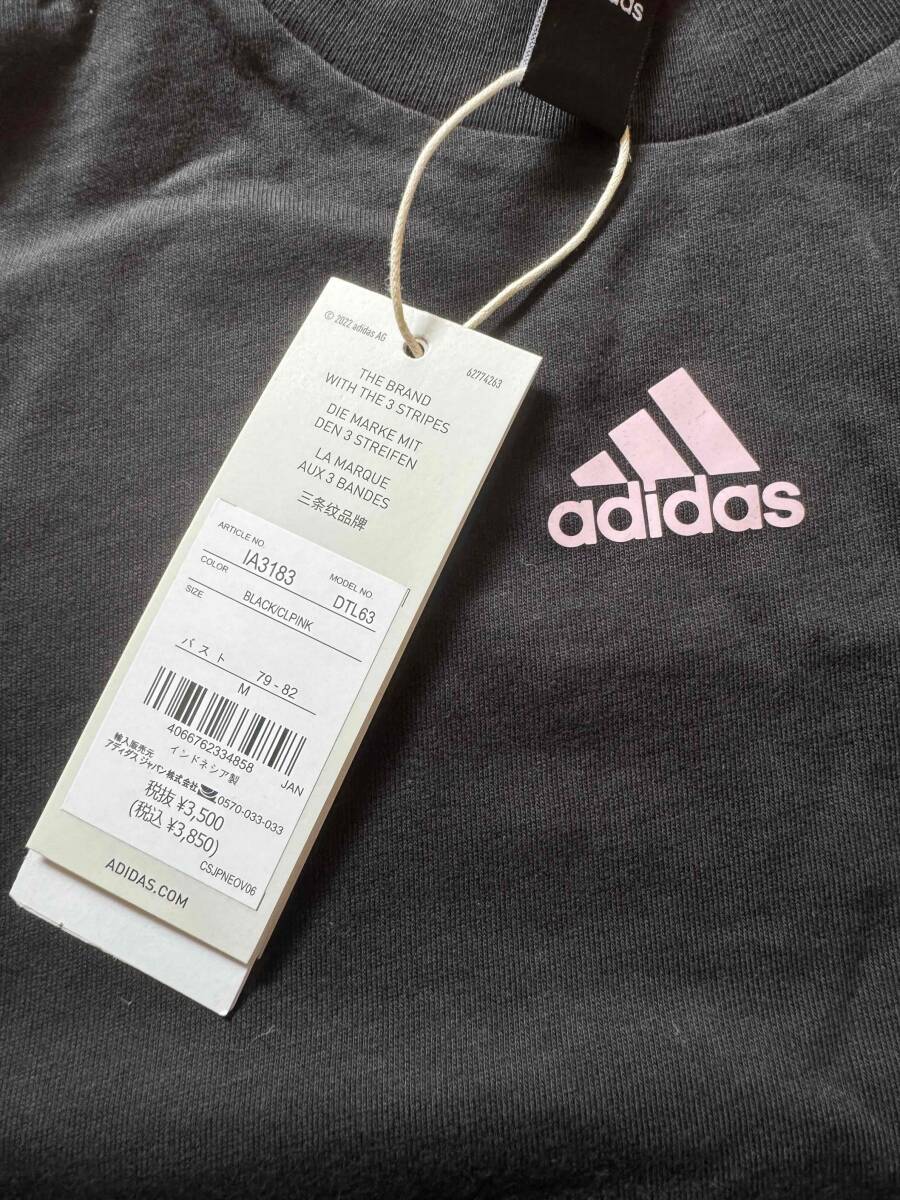 das
© 2022 adidas AG
62774263
THE BRAND
WITH THE 3 STRIPES
DIE MARKE MIT
DEN 3 STREIFEN
LA MARQUE
AUX 3 BANDES
三条纹品牌
ARTICLE NO. IA3183 MODEL NO. DTL63
COLOR BLACK/CLPINK
SIZE
バスト 79-82
M
4066762334858 JAN
輸入販売元 インドネシア製
アディダス ジャパン株式会社 0570-033-033
税抜 ¥3,500
(税込 ¥3,850)
CSJPNEOV06
ADIDAS.COM
adidas